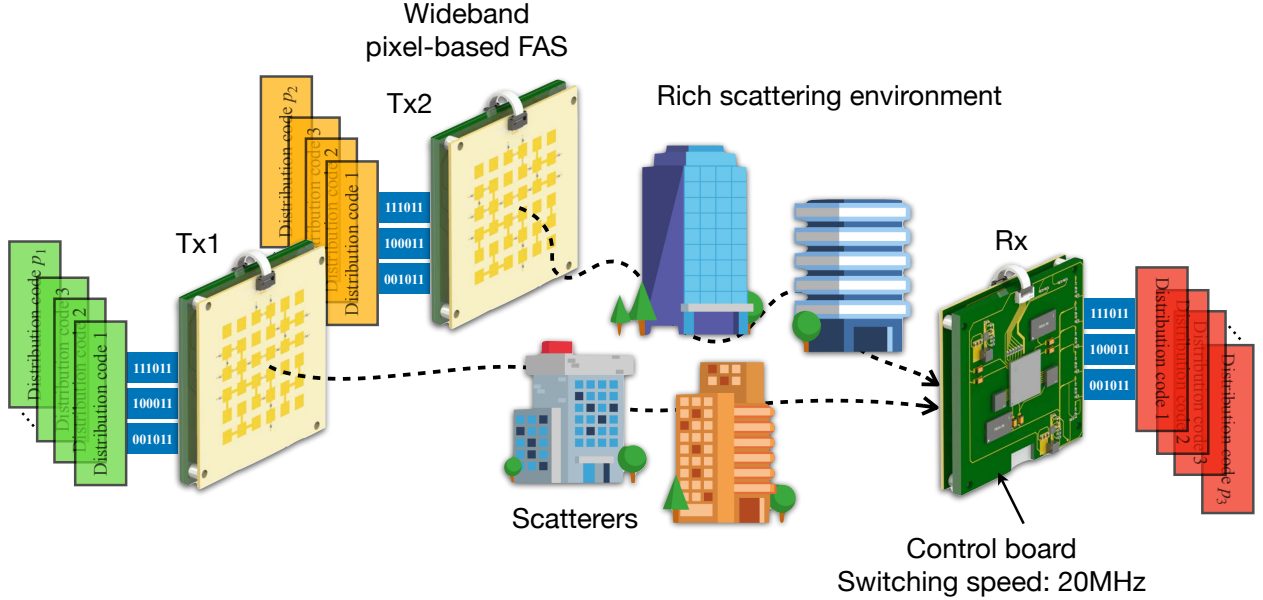 Wideband
pixel-based FAS
Tx2
Rich scattering environment
Distribution code p₂
Distribution code 3
Distribution code 2
Distribution code 1
111011
100011
001011
Tx1
Distribution code p₁
Distribution code 3
Distribution code 2
Distribution code 1
111011
100011
001011
Rx
111011
100011
001011
Distribution code 1
Distribution code 2
Distribution code 3
Distribution code p₃
Scatterers
Control board
Switching speed: 20MHz